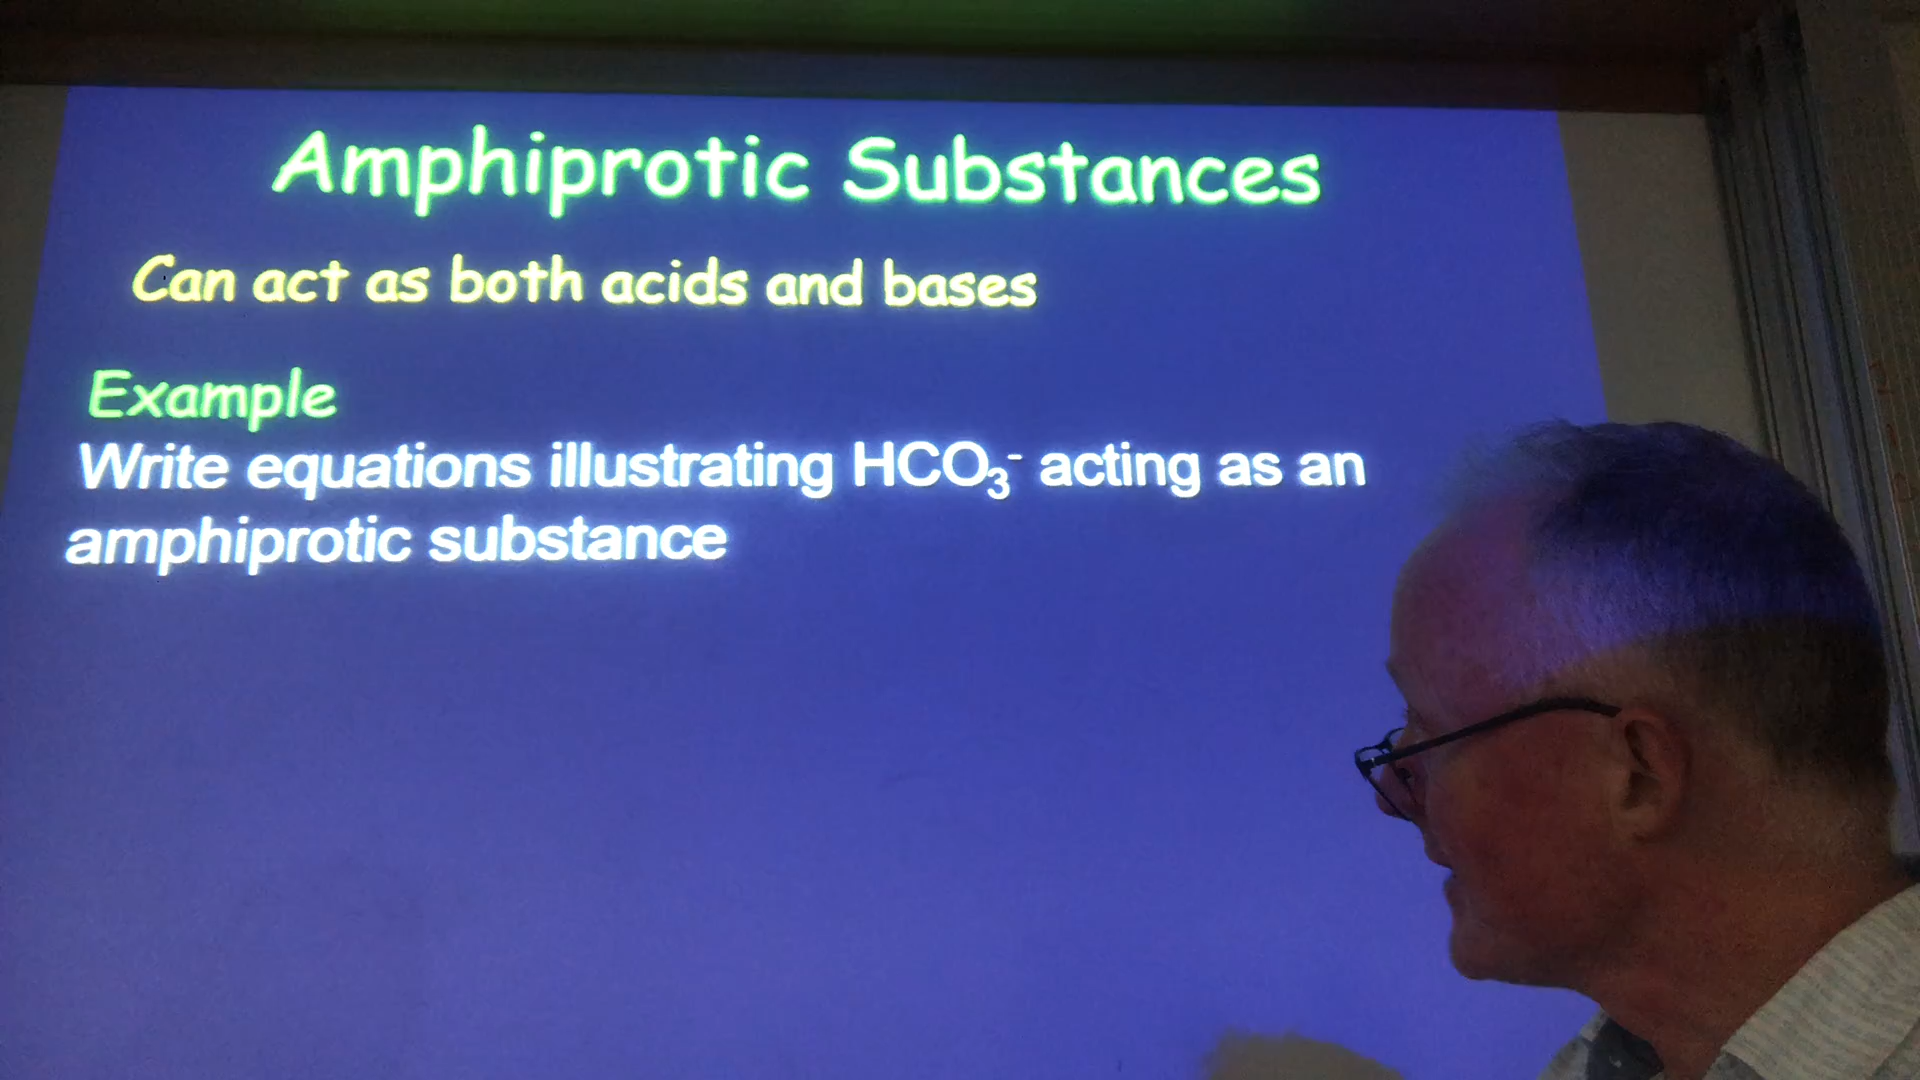 Amphiprotic Substances
Can act as both acids and bases
Example
Write equations illustrating HCO₃⁻ acting as an
amphiprotic substance